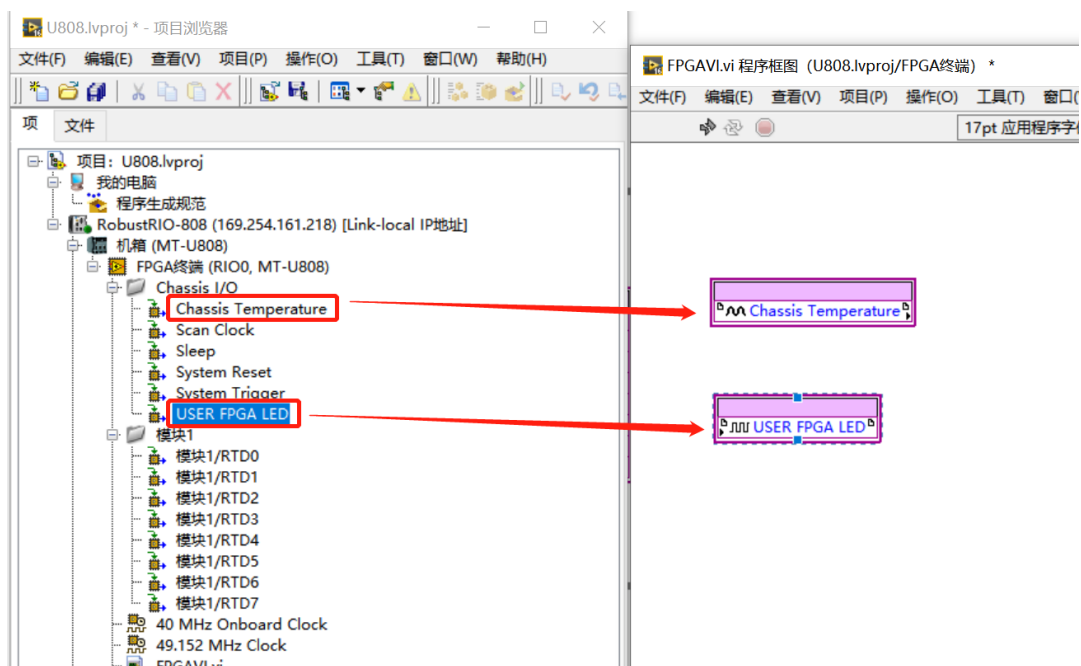 U808.lvproj * - 项目浏览器
文件(F) 编辑(E) 查看(V) 项目(P) 操作(O) 工具(T) 窗口(W) 帮助(H)
项 文件
项目：U808.lvproj
我的电脑
程序生成规范
RobustRIO-808 (169.254.161.218) [Link-local IP地址]
机箱 (MT-U808)
FPGA终端 (RIO0, MT-U808)
Chassis I/O
Chassis Temperature
Scan Clock
Sleep
System Reset
System Trigger
USER FPGA LED
模块1
模块1/RTD0
模块1/RTD1
模块1/RTD2
模块1/RTD3
模块1/RTD4
模块1/RTD5
模块1/RTD6
模块1/RTD7
40 MHz Onboard Clock
49.152 MHz Clock
FPGAVI.vi
FPGAVI.vi 程序框图（U808.lvproj/FPGA终端） *
文件(F) 编辑(E) 查看(V) 项目(P) 操作(O) 工具(T) 窗口(
17pt 应用程序字
Chassis Temperature
USER FPGA LED